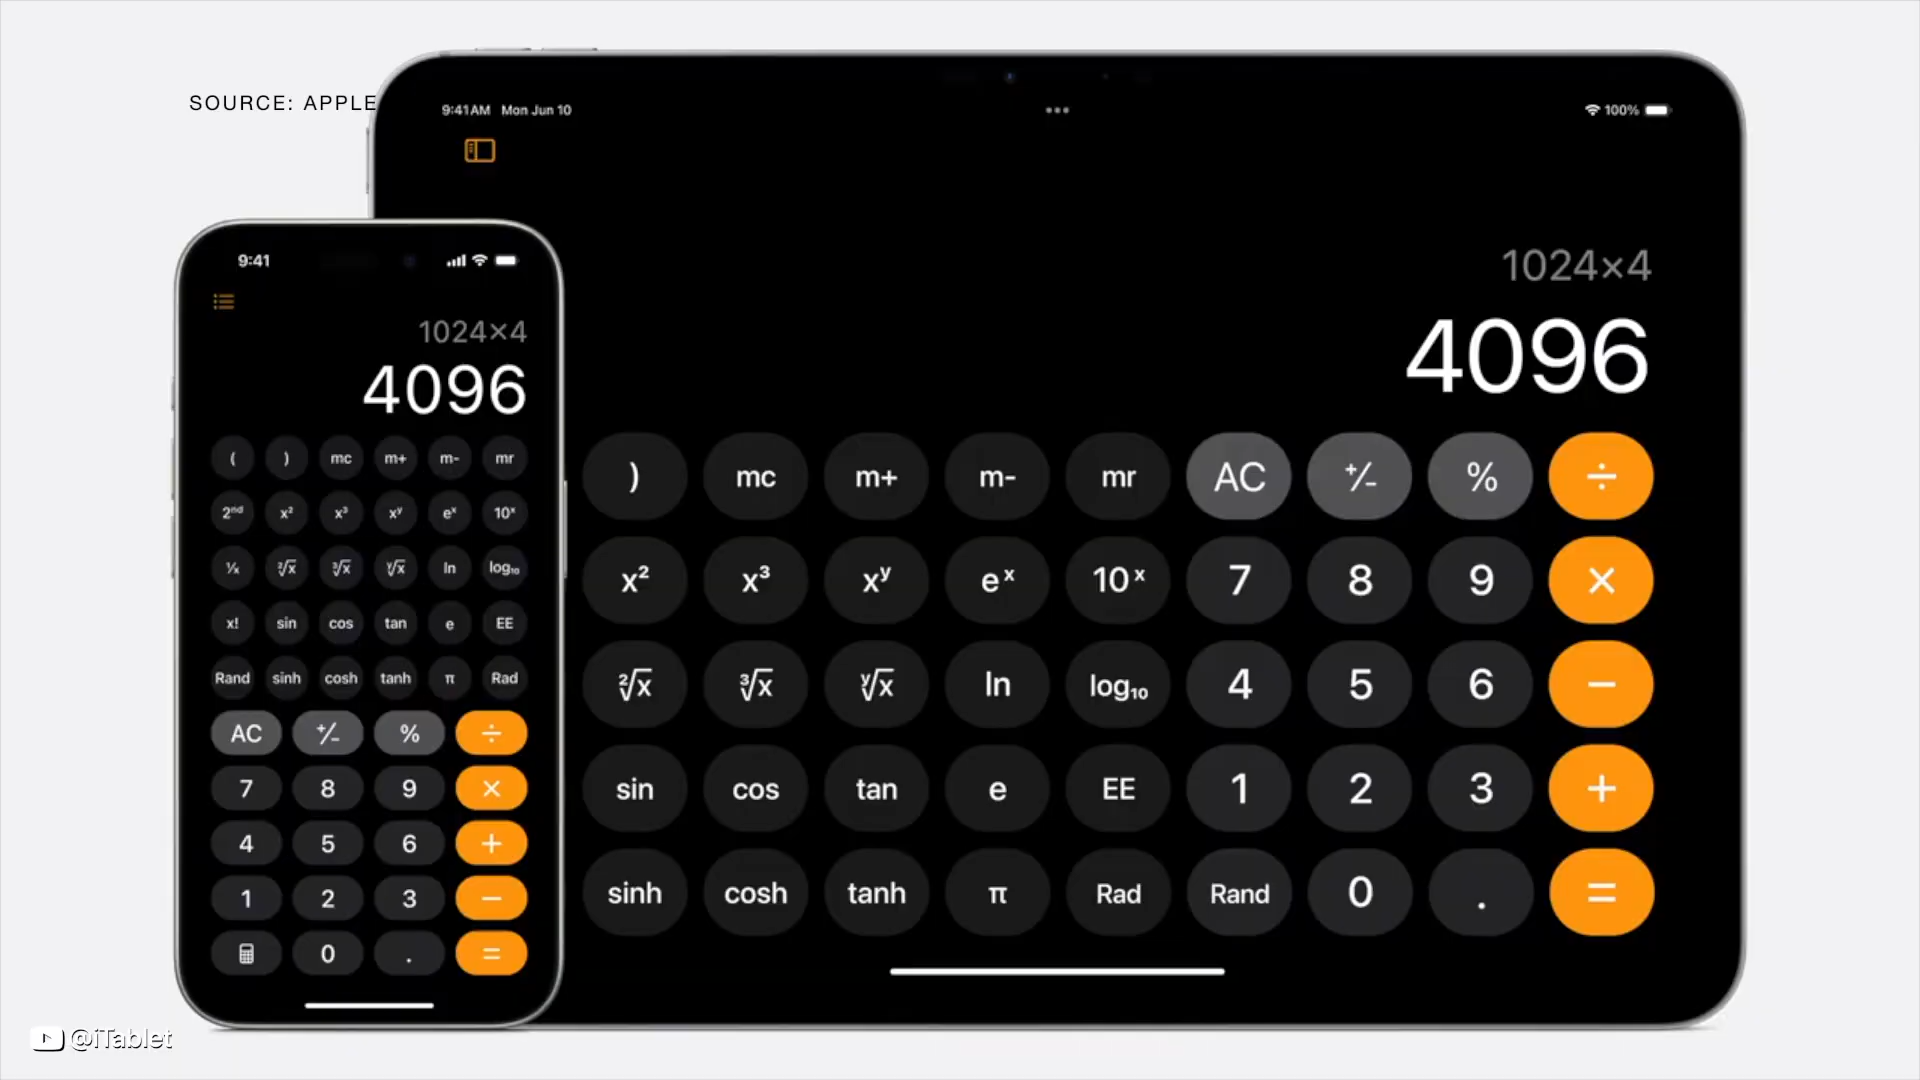 SOURCE: APPLE
9:41AM Mon Jun 10
100%
1024×4
4096
) mc m+ m- mr AC +/- % ÷
x² x³ xʸ eˣ 10ˣ 7 8 9 ×
²√x ³√x ʸ√x ln log₁₀ 4 5 6 −
sin cos tan e EE 1 2 3 +
sinh cosh tanh π Rad Rand 0 . =
9:41
1024×4
4096
( ) mc m+ m- mr
2ⁿᵈ x² x³ xʸ eˣ 10ˣ
¹/x ²√x ³√x ʸ√x ln log₁₀
x! sin cos tan e EE
Rand sinh cosh tanh π Rad
AC +/- % ÷
7 8 9 ×
4 5 6 +
1 2 3 −
0 . =
@iTablet